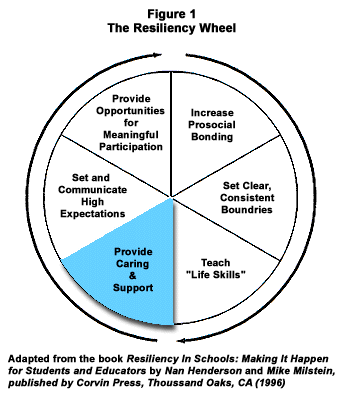 Figure 1
The Resiliency Wheel
Provide
Opportunities
for
Meaningful
Participation
Increase
Prosocial
Bonding
Set Clear,
Consistent
Boundries
Teach
"Life Skills"
Provide
Caring
&
Support
Set and
Communicate
High
Expectations
Adapted from the book Resiliency In Schools: Making It Happen
for Students and Educators by Nan Henderson and Mike Milstein,
published by Corvin Press, Thoussand Oaks, CA (1996)